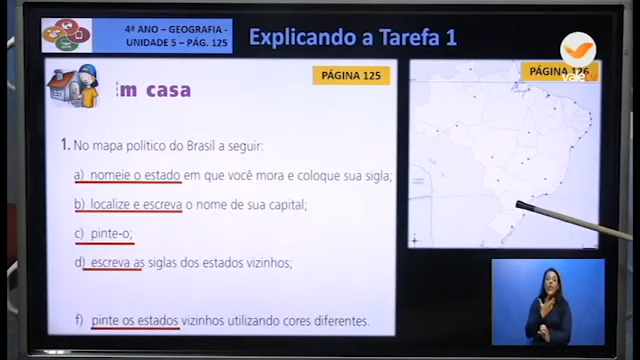 4º ANO – GEOGRAFIA -
UNIDADE 5 – PÁG. 125
Explicando a Tarefa 1
vale tv
PÁGINA 125
PÁGINA 126
m casa
1. No mapa político do Brasil a seguir:
a) nomeie o estado em que você mora e coloque sua sigla;
b) localize e escreva o nome de sua capital;
c) pinte-o;
d) escreva as siglas dos estados vizinhos;
f) pinte os estados vizinhos utilizando cores diferentes.